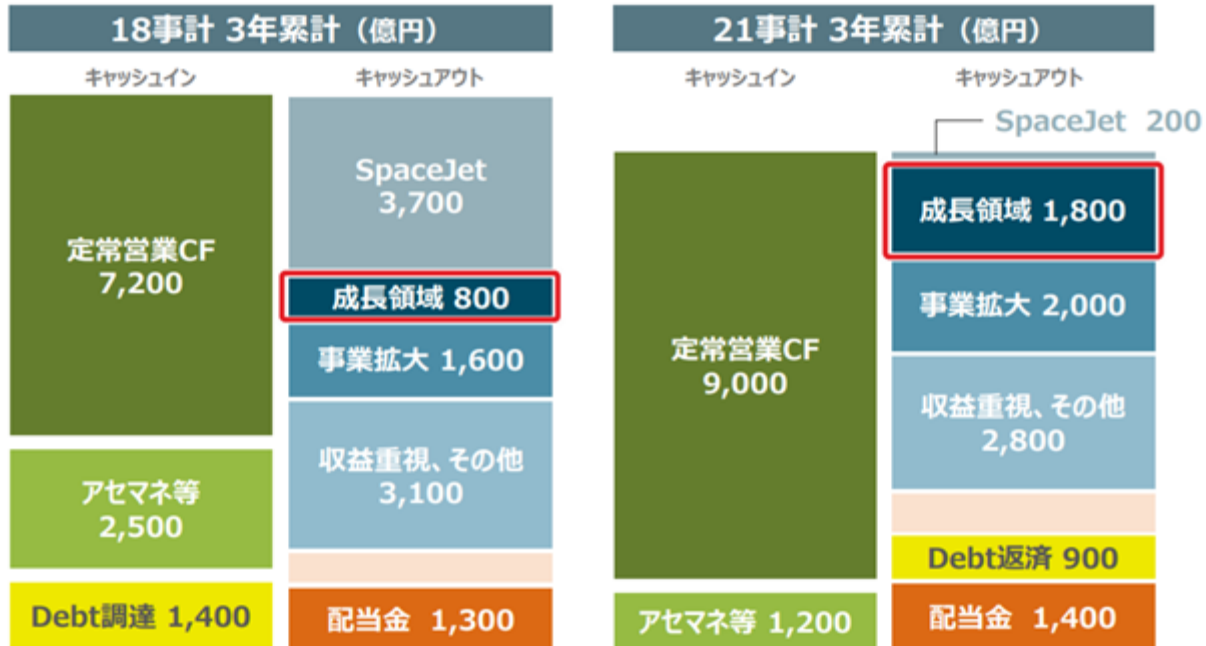 18事計 3年累計（億円）
キャッシュイン
キャッシュアウト
定常営業CF
7,200
アセマネ等
2,500
Debt調達 1,400
SpaceJet
3,700
成長領域 800
事業拡大 1,600
収益重視、その他
3,100
配当金 1,300
21事計 3年累計（億円）
キャッシュイン
キャッシュアウト
定常営業CF
9,000
アセマネ等 1,200
SpaceJet 200
成長領域 1,800
事業拡大 2,000
収益重視、その他
2,800
Debt返済 900
配当金 1,400